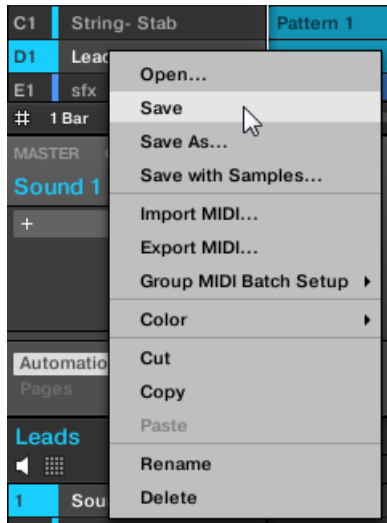 C1 String- Stab Pattern 1
D1 Lead
Open...
E1 sfx
Save
# 1 Bar
Save As...
MASTER
Save with Samples...
Sound 1
Import MIDI...
+
Export MIDI...
Group MIDI Batch Setup
Color
Automatio
Cut
Pages
Copy
Paste
Leads
Rename
1 Sou
Delete